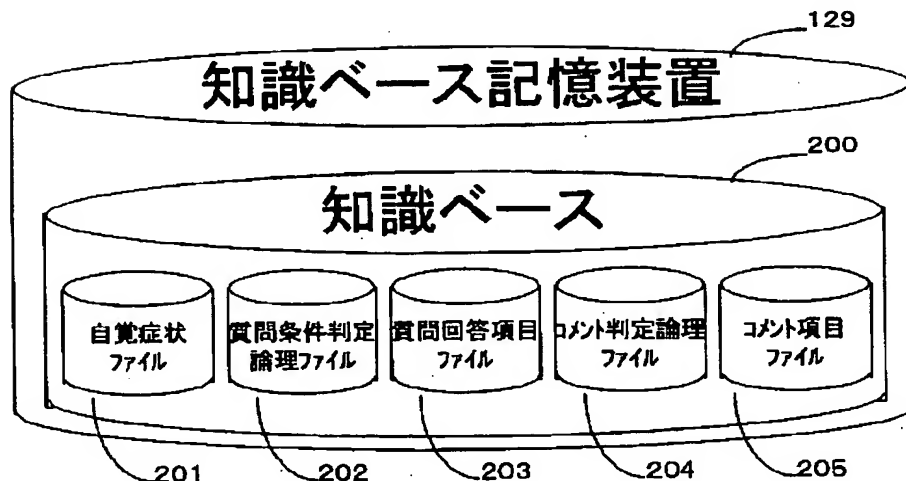 129
知識ベース記憶装置
200
知識ベース
自覚症状
ファイル
質問条件判定
論理ファイル
質問回答項目
ファイル
コメント判定論理
ファイル
コメント項目
ファイル
201
202
203
204
205